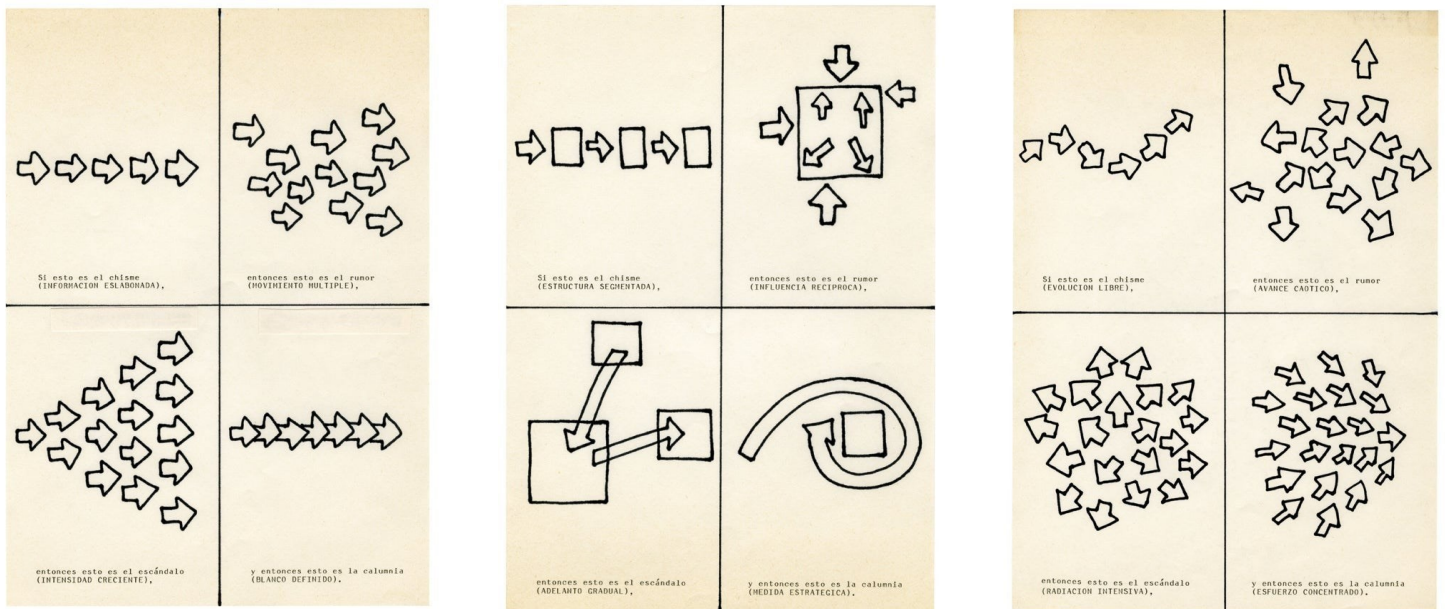 Si esto es el chisme
(INFORMACION ESLABONADA),
entonces esto es el rumor
(MOVIMIENTO MULTIPLE),
entonces esto es el escándalo
(INTENSIDAD CRECIENTE),
y entonces esto es la calumnia
(BLANCO DEFINIDO).
Si esto es el chisme
(ESTRUCTURA SEGMENTADA),
entonces esto es el rumor
(INFLUENCIA RECIPROCA),
entonces esto es el escándalo
(ADELANTO GRADUAL),
y entonces esto es la calumnia
(MEDIDA ESTRATEGICA).
Si esto es el chisme
(EVOLUCION LIBRE),
entonces esto es el rumor
(AVANCE CAOTICO),
entonces esto es el escándalo
(RADIACION INTENSIVA),
y entonces esto es la calumnia
(ESFUERZO CONCENTRADO).